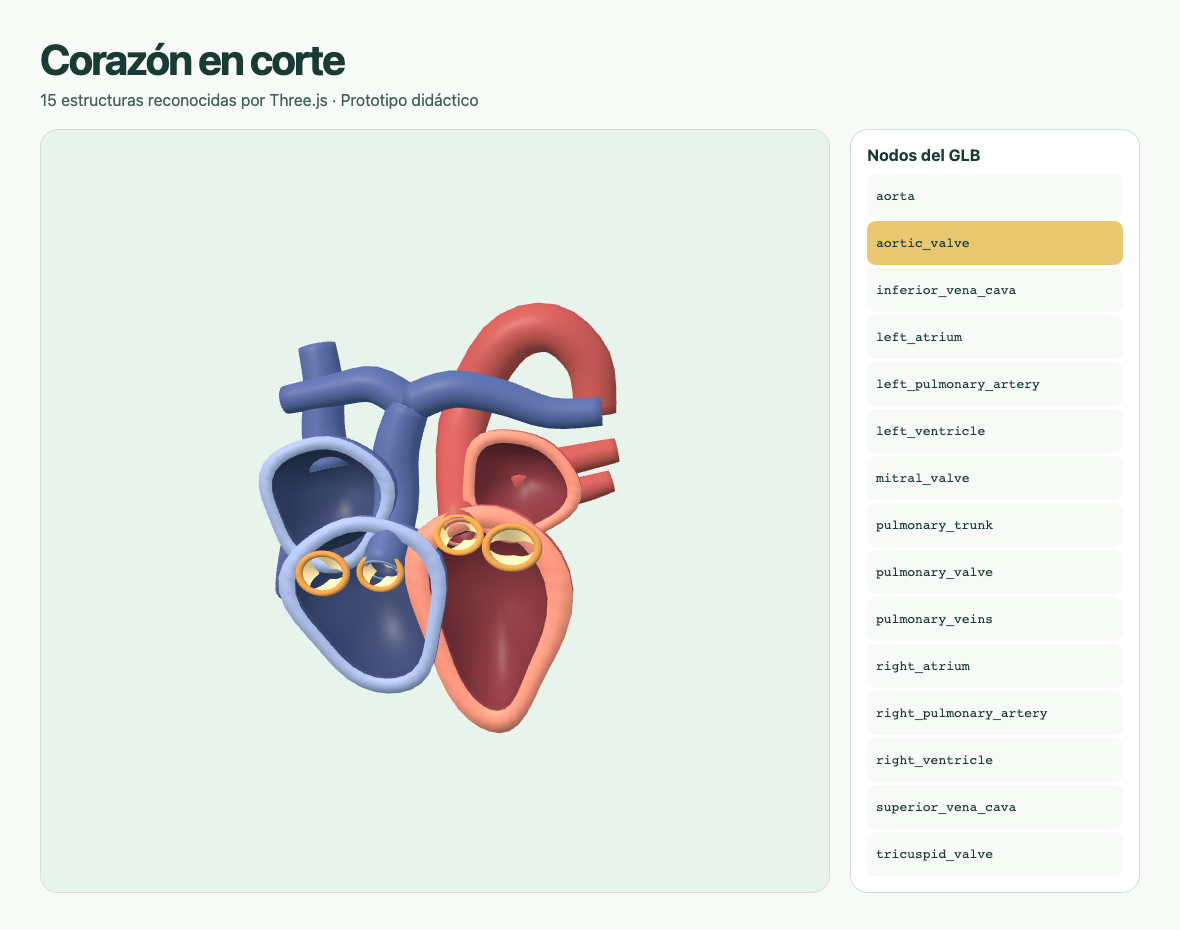 Corazón en corte
15 estructuras reconocidas por Three.js · Prototipo didáctico
Nodos del GLB
aorta
aortic_valve
inferior_vena_cava
left_atrium
left_pulmonary_artery
left_ventricle
mitral_valve
pulmonary_trunk
pulmonary_valve
pulmonary_veins
right_atrium
right_pulmonary_artery
right_ventricle
superior_vena_cava
tricuspid_valve